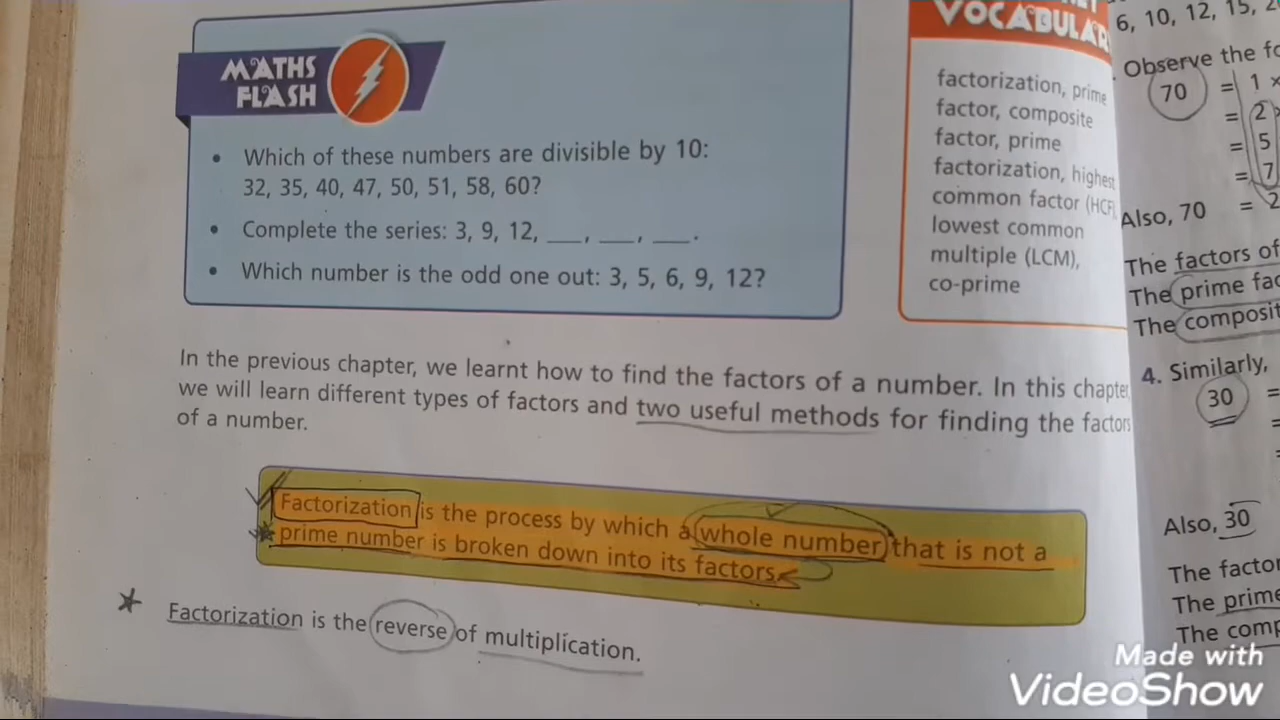 MATHS
FLASH
• Which of these numbers are divisible by 10:
32, 35, 40, 47, 50, 51, 58, 60?
• Complete the series: 3, 9, 12, ___, ___, ___.
• Which number is the odd one out: 3, 5, 6, 9, 12?
VOCABULAR
factorization, prime
factor, composite
factor, prime
factorization, highest
common factor (HCF),
lowest common
multiple (LCM),
co-prime
In the previous chapter, we learnt how to find the factors of a number. In this chapter,
we will learn different types of factors and two useful methods for finding the factors
of a number.
Factorization is the process by which a whole number that is not a
prime number is broken down into its factors.
Factorization is the reverse of multiplication.
6, 10, 12, 15,
Observe the
70 = 1 ×
= 2
= 5
= 7
Also, 70 = 2
The factors of
The prime
The
4. Similarly,
30 =
=
=
Also, 30
The
The prime
The
Made with
VideoShow